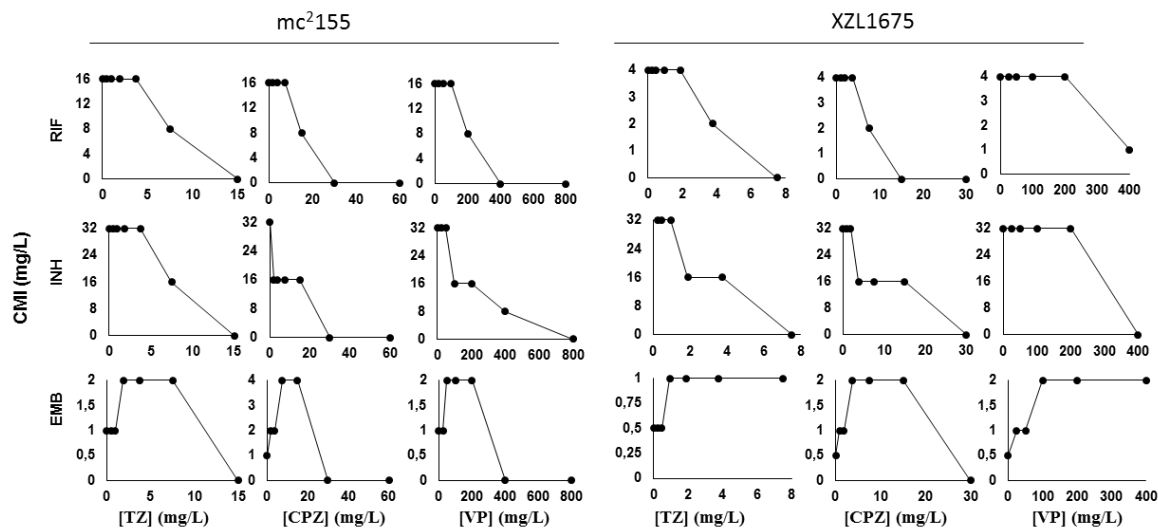 mc²155 XZL1675
CMI (mg/L)
RIF
16 16 16 4 4 4
12 12 12 3 3 3
8 8 8 2 2 2
4 4 4 1 1 1
0 0 0 0 0 0
0 5 10 15 0 20 40 60 0 200 400 600 800 0 2 4 6 8 0 10 20 30 0 100 200 300 400
INH
32 32 32 32 32 32
24 24 24 24 24 24
16 16 16 16 16 16
8 8 8 8 8 8
0 0 0 0 0 0
0 5 10 15 0 20 40 60 0 200 400 600 800 0 2 4 6 8 0 10 20 30 0 100 200 300 400
EMB
2 4 2 1 2 2
1,5 3 1,5 0,75 1,5 1,5
1 2 1 0,5 1 1
0,5 1 0,5 0,25 0,5 0,5
0 0 0 0 0 0
0 5 10 15 0 20 40 60 0 200 400 600 800 0 2 4 6 8 0 10 20 30 0 100 200 300 400
[TZ] (mg/L) [CPZ] (mg/L) [VP] (mg/L) [TZ] (mg/L) [CPZ] (mg/L) [VP] (mg/L)